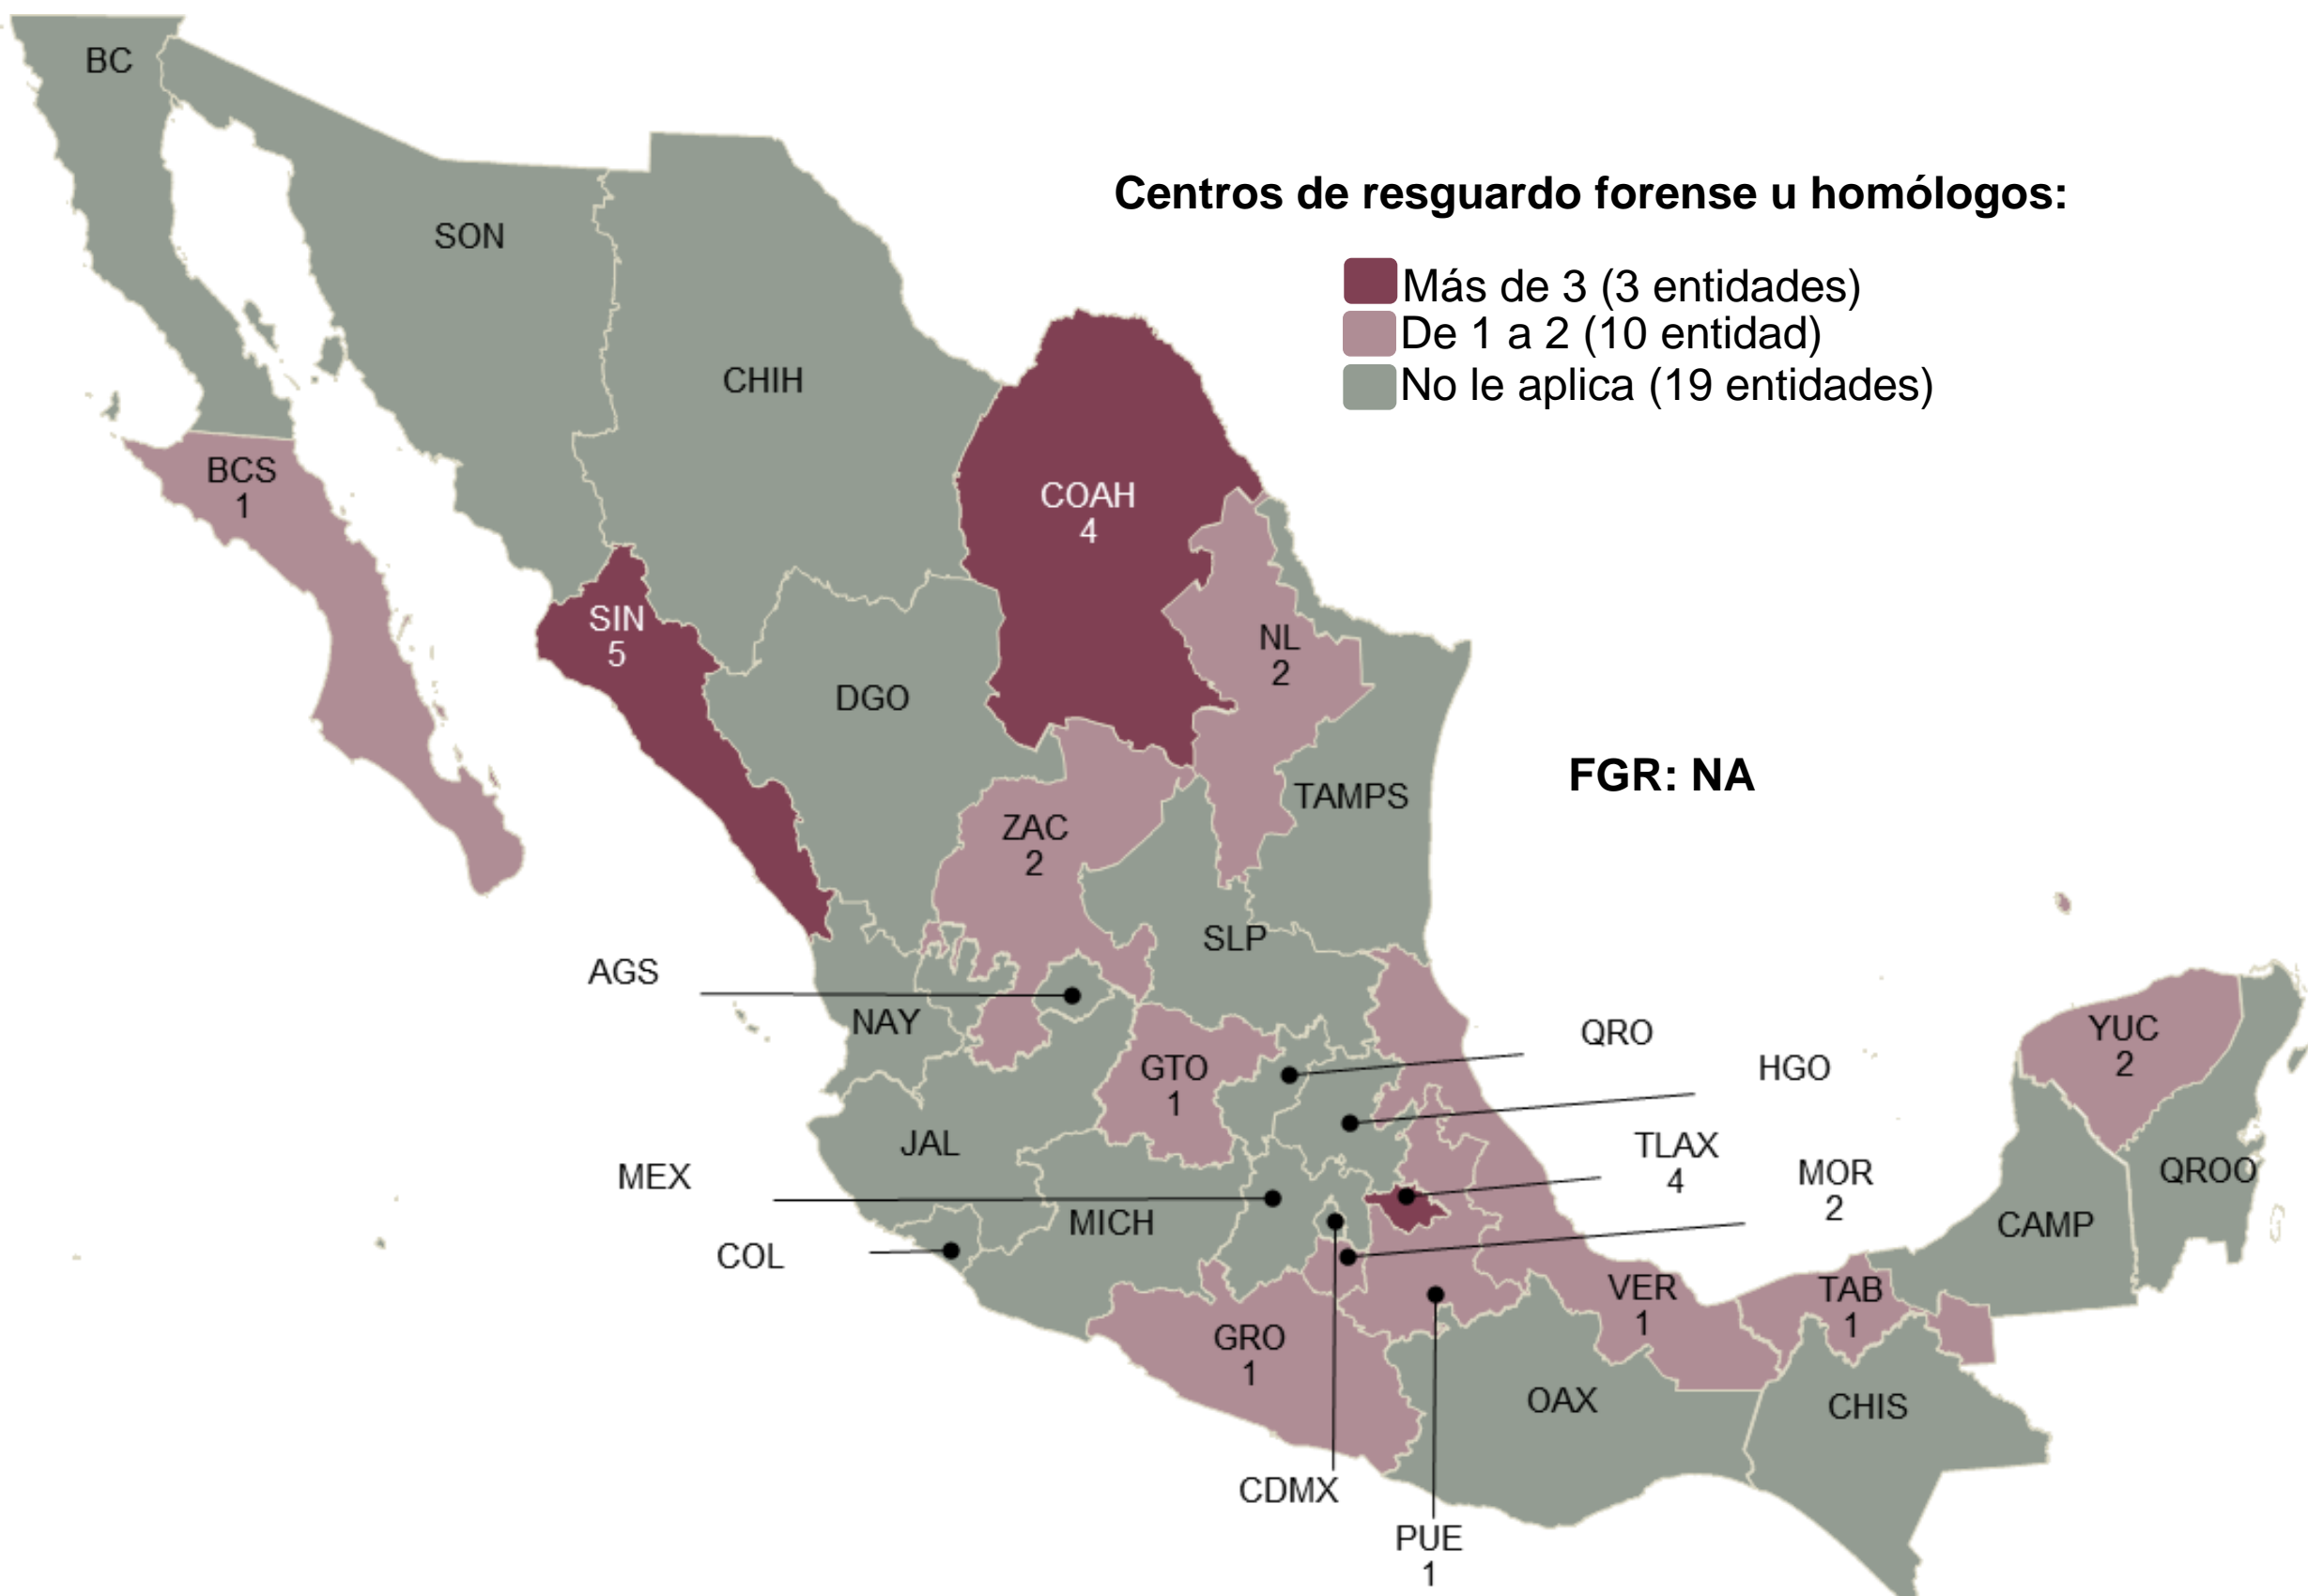 BC
SON
Centros de resguardo forense u homólogos:
Más de 3 (3 entidades)
De 1 a 2 (10 entidad)
No le aplica (19 entidades)
CHIH
BCS
1
COAH
4
SIN
5
NL
2
DGO
FGR: NA
TAMPS
ZAC
2
SLP
AGS
NAY
QRO
YUC
2
GTO
1
HGO
JAL
TLAX
4
MEX
MOR
2
QROO
MICH
CAMP
COL
VER
1
TAB
1
GRO
1
OAX
CHIS
CDMX
PUE
1